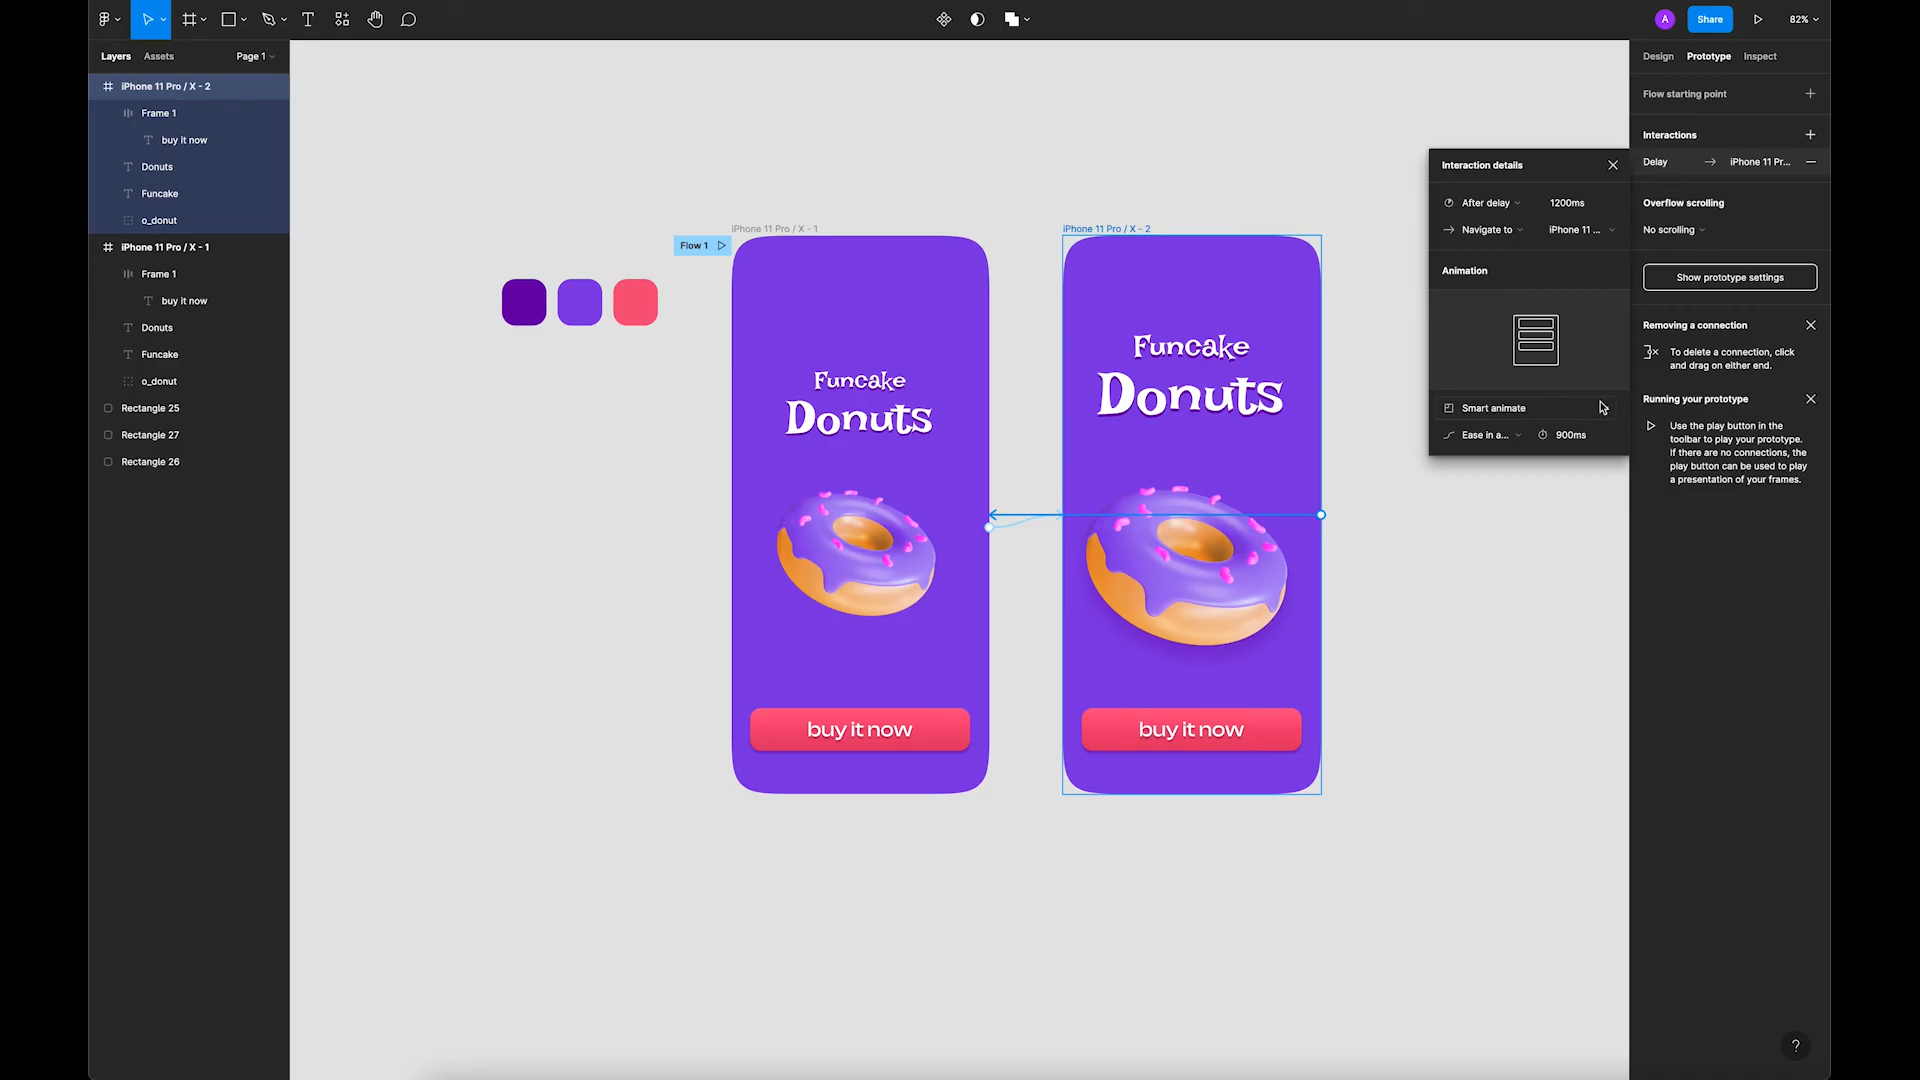 Share
82%
Layers
Assets
Page 1
iPhone 11 Pro / X - 2
Frame 1
buy it now
Donuts
Funcake
o_donut
iPhone 11 Pro / X - 1
Frame 1
buy it now
Donuts
Funcake
o_donut
Rectangle 25
Rectangle 27
Rectangle 26
iPhone 11 Pro / X - 1
Flow 1
Funcake
Donuts
buy it now
iPhone 11 Pro / X - 2
Funcake
Donuts
buy it now
Interaction details
After delay
1200ms
Navigate to
iPhone 11 ...
Animation
Smart animate
Ease in a...
900ms
A
Design
Prototype
Inspect
Flow starting point
Interactions
Delay
iPhone 11 Pr...
Overflow scrolling
No scrolling
Show prototype settings
Removing a connection
To delete a connection, click
and drag on either end.
Running your prototype
Use the play button in the
toolbar to play your prototype.
If there are no connections, the
play button can be used to play
a presentation of your frames.
?